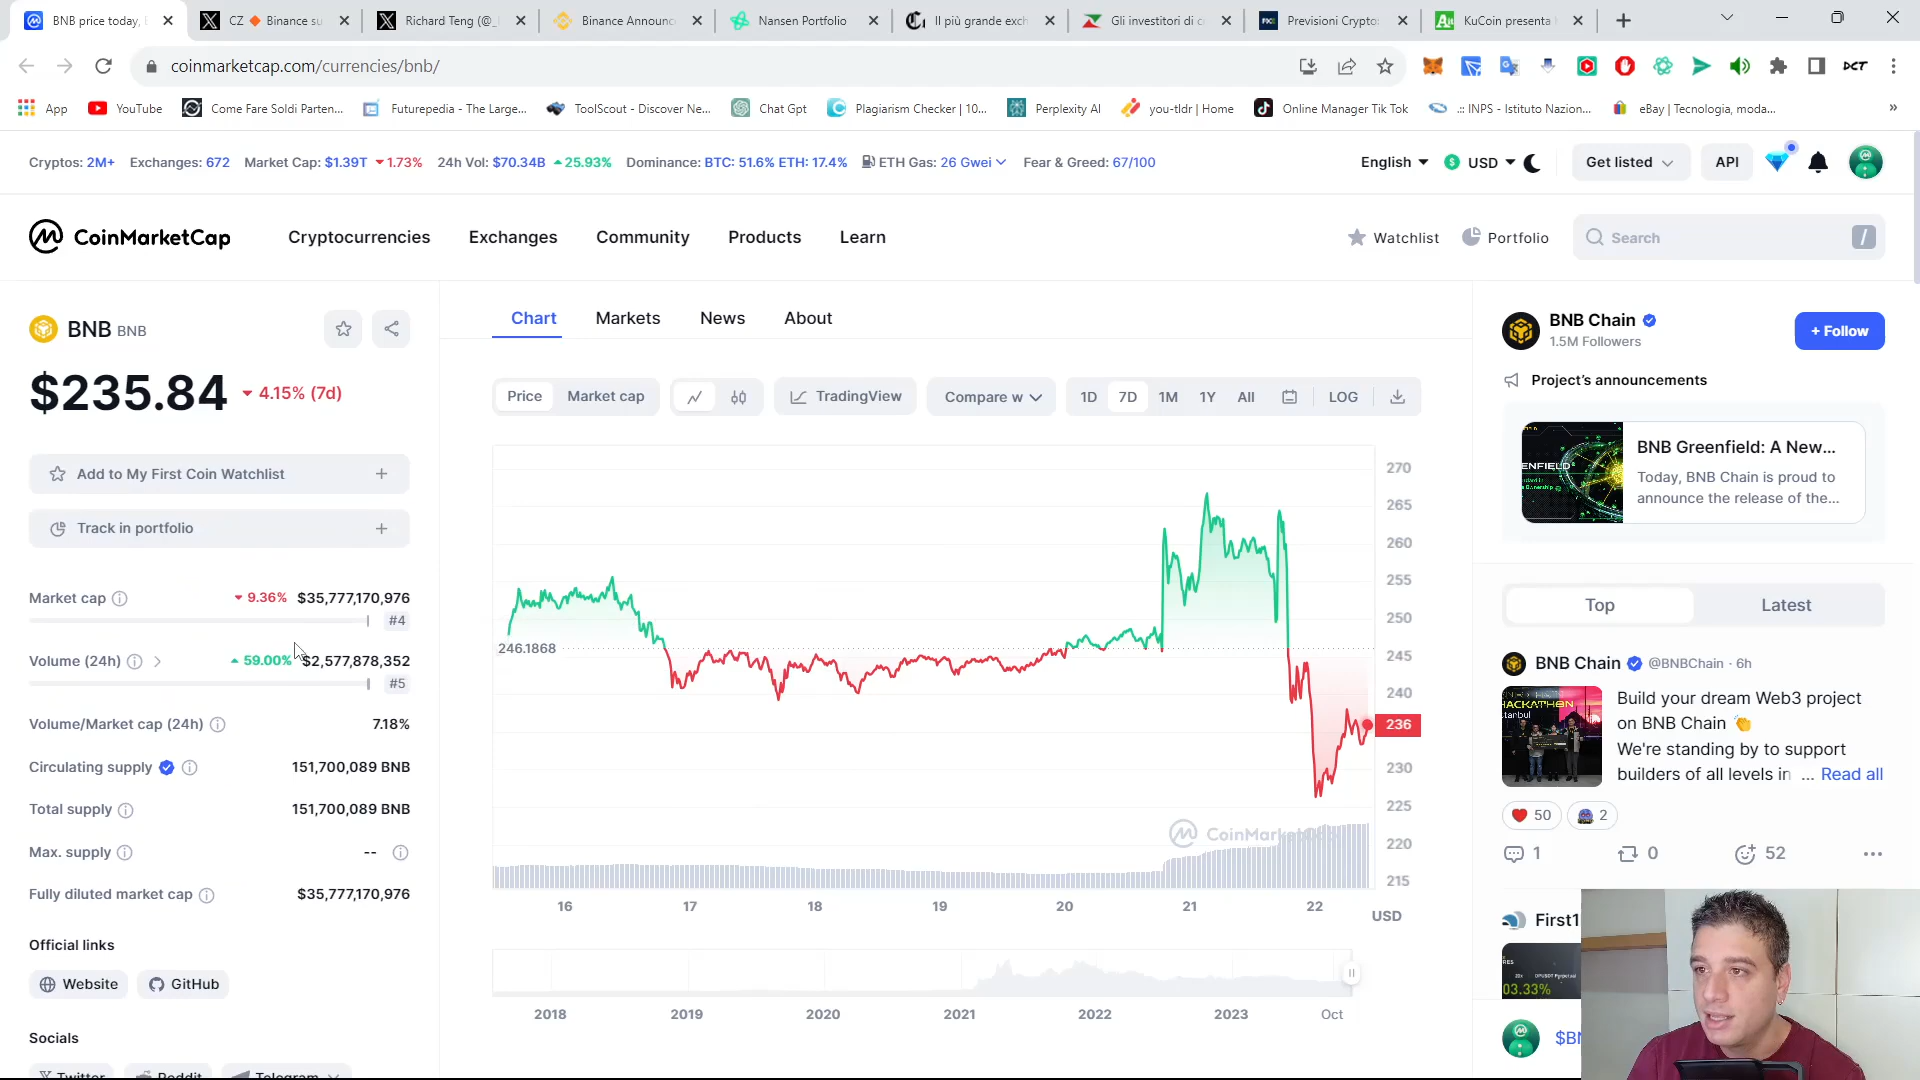 BNB price today,
CZ 🔶 Binance su
Richard Teng (@_
Binance Announc
Nansen Portfolio
Il più grande exch
Gli investitori di c
Previsioni Crypto:
KuCoin presenta
coinmarketcap.com/currencies/bnb/
App
YouTube
Come Fare Soldi Parten...
Futurepedia - The Large...
ToolScout - Discover Ne...
Chat Gpt
Plagiarism Checker | 10...
Perplexity AI
you-tldr | Home
Online Manager Tik Tok
.:: INPS - Istituto Nazion...
eBay | Tecnologia, moda...
»
Cryptos: 2M+ Exchanges: 672 Market Cap: $1.39T ▼1.73% 24h Vol: $70.34B ▲25.93% Dominance: BTC: 51.6% ETH: 17.4% ETH Gas: 26 Gwei Fear & Greed: 67/100
English
USD
Get listed
API
CoinMarketCap
Cryptocurrencies
Exchanges
Community
Products
Learn
Watchlist
Portfolio
Search
/
BNB BNB
$235.84 ▼ 4.15% (7d)
Add to My First Coin Watchlist +
Track in portfolio +
Market cap ▼ 9.36% $35,777,170,976
#4
Volume (24h) ▲ 59.00% $2,577,878,352
#5
Volume/Market cap (24h) 7.18%
Circulating supply 151,700,089 BNB
Total supply 151,700,089 BNB
Max. supply --
Fully diluted market cap $35,777,170,976
Official links
Website
GitHub
Socials
Twitter
Reddit
Telegram
Chart
Markets
News
About
Price
Market cap
TradingView
Compare w
1D
7D
1M
1Y
All
LOG
270
265
260
255
250
245
240
236
230
225
220
215
246.1868
CoinMarketCap
16
17
18
19
20
21
22
USD
2018
2019
2020
2021
2022
2023
Oct
BNB Chain
1.5M Followers
+ Follow
Project's announcements
ENFIELD
BNB Greenfield: A New...
Today, BNB Chain is proud to
announce the release of the...
Top
Latest
BNB Chain @BNBChain · 6h
HACKATHON
Build your dream Web3 project
on BNB Chain 👏
We're standing by to support
builders of all levels in ... Read all
50
2
1
0
52
First1
03.33%
$BN